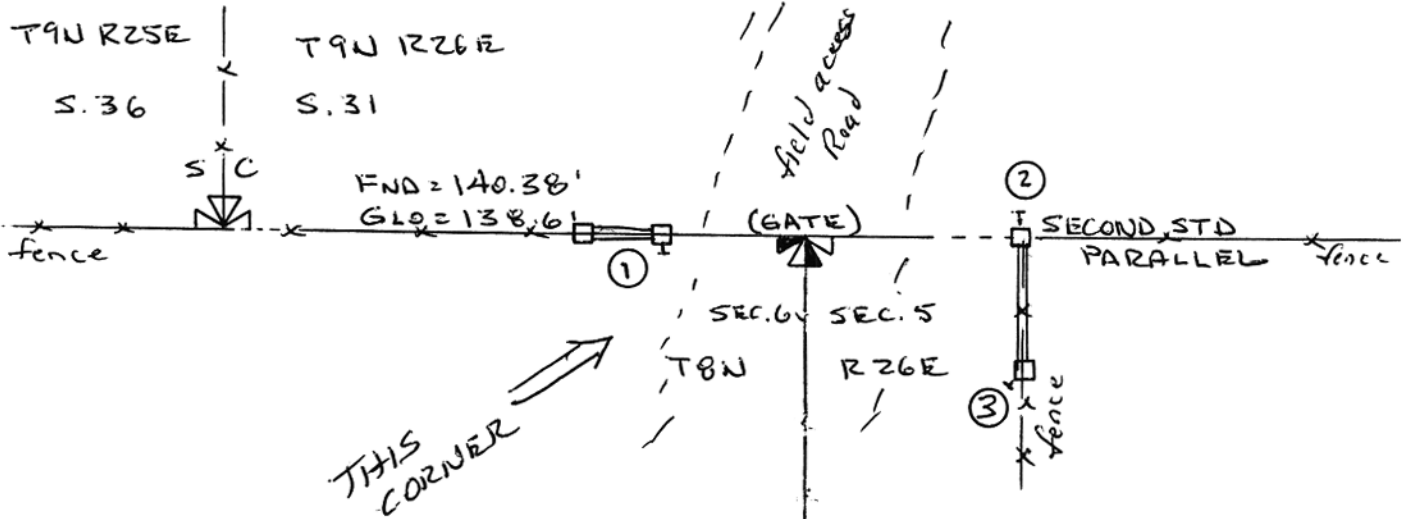 T9N R25E
T9N R26E
S.36
S.31
S C
FND = 140.38'
GLO = 138.6'
field access
Road
(GATE)
1
2
SECOND STD
PARALLEL
fence
fence
SEC.6
SEC.5
T8N
R26E
3
fence
THIS
CORNER